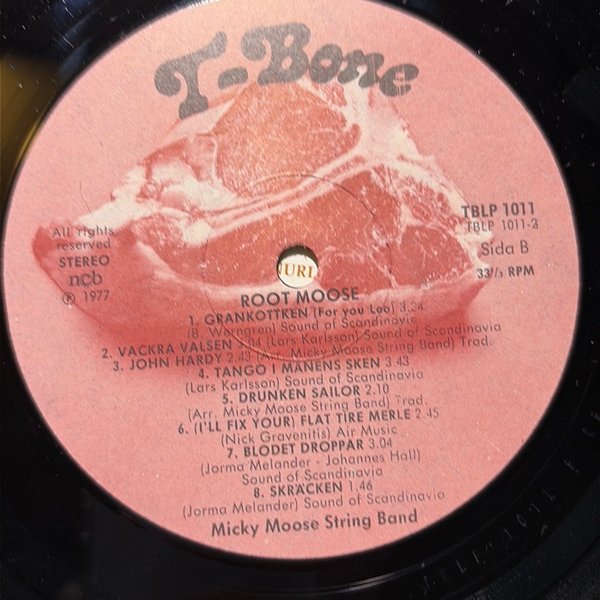 T-Bone
All rights
reserved
STEREO
ncb
℗ 1977
TBLP 1011
TBLP 1011-2
Sida B
33⅓ RPM
URI
ROOT MOOSE
1. GRANKOTTKEN (For you Loo) 3.24
(B. Warngren) Sound of Scandinavia
2. VACKRA VALSEN 3.04 (Lars Karlsson) Sound of Scandinavia
3. JOHN HARDY 2.43 (Arr. Micky Moose String Band) Trad.
4. TANGO I MÅNENS SKEN 3.43
(Lars Karlsson) Sound of Scandinavia
5. DRUNKEN SAILOR 2.10
(Arr. Micky Moose String Band) Trad.
6. (I'LL FIX YOUR) FLAT TIRE MERLE 2.45
(Nick Gravenitis) Air Music
7. BLODET DROPPAR 3.04
(Jorma Melander - Johannes Hall)
Sound of Scandinavia
8. SKRÄCKEN 1.46
(Jorma Melander) Sound of Scandinavia
Micky Moose String Band